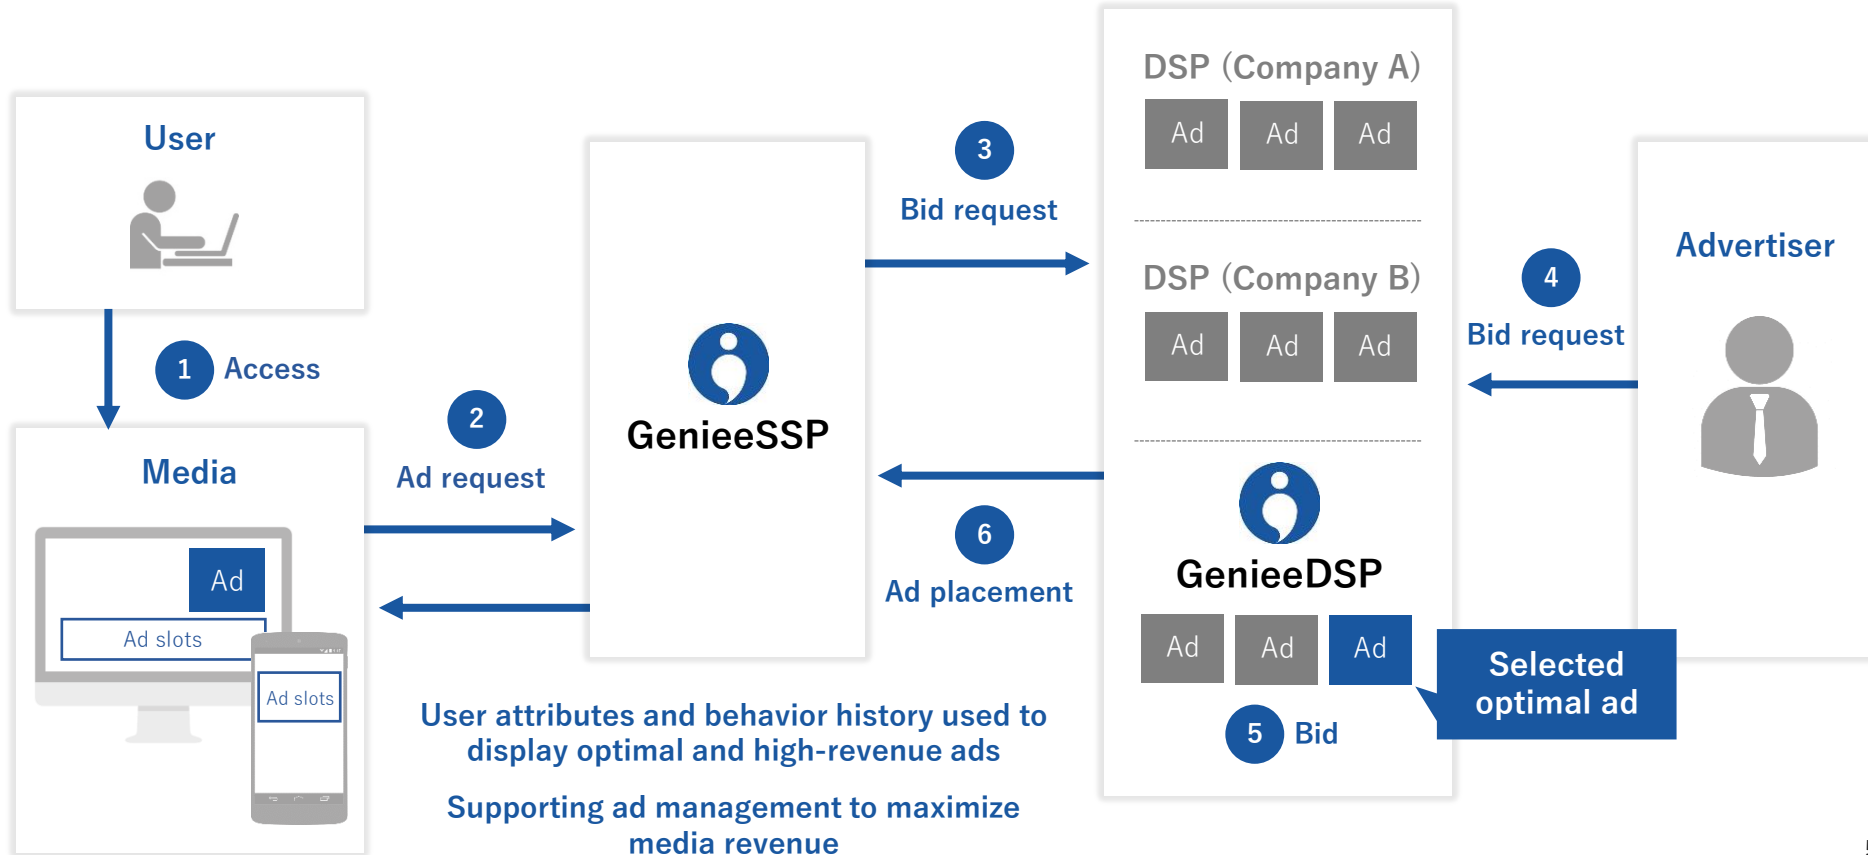 User
1 Access
Media
Ad
Ad slots
Ad slots
2
Ad request
GenieeSSP
3
Bid request
6
Ad placement
User attributes and behavior history used to
display optimal and high-revenue ads
Supporting ad management to maximize
media revenue
DSP (Company A)
Ad Ad Ad
DSP (Company B)
Ad Ad Ad
GenieeDSP
Ad Ad Ad
5 Bid
Selected
optimal ad
4
Bid request
Advertiser